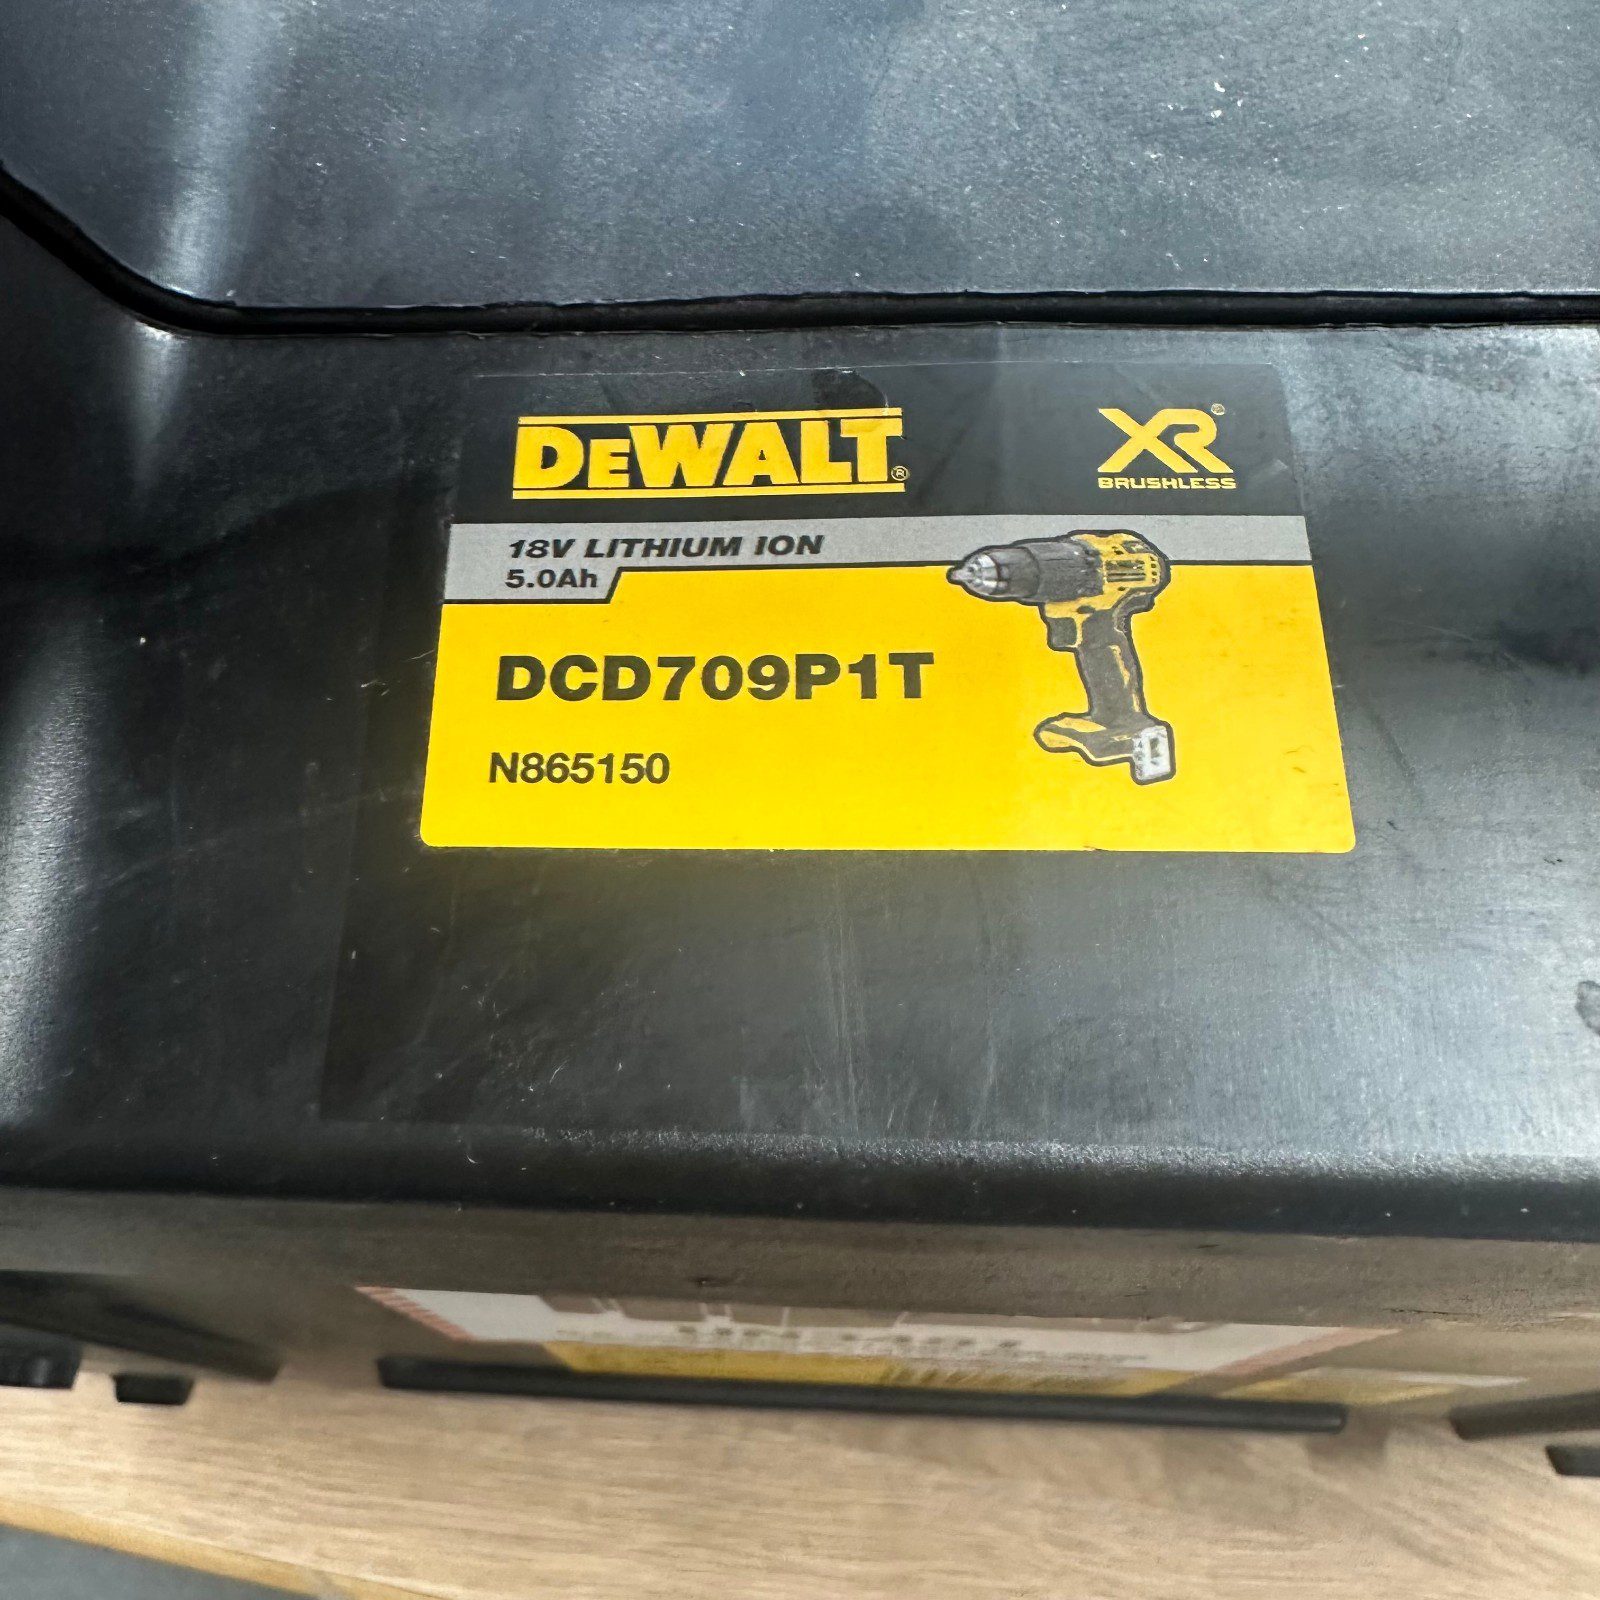 DEWALT®
XR®
BRUSHLESS
18V LITHIUM ION
5.0Ah
DCD709P1T
N865150